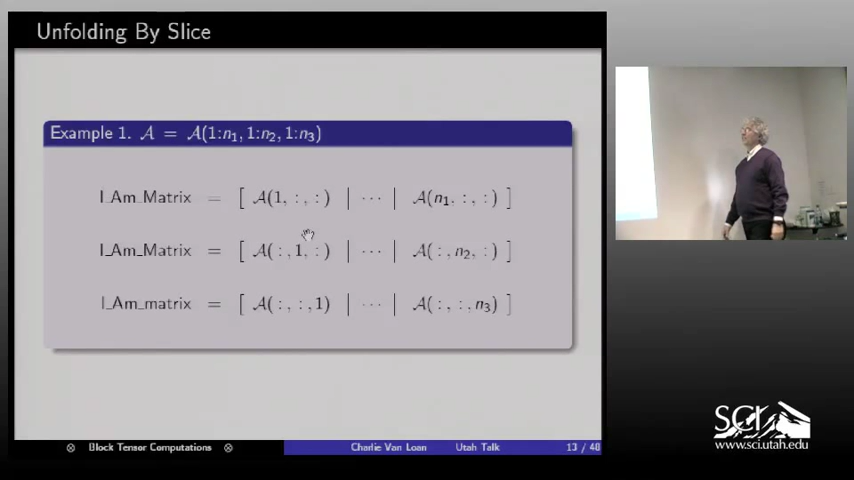 Unfolding By Slice
Example 1. 𝒜 = 𝒜(1:n₁, 1:n₂, 1:n₃)
I_Am_Matrix = [ 𝒜(1, : , : ) | ··· | 𝒜(n₁, : , : ) ]
I_Am_Matrix = [ 𝒜( : , 1, : ) | ··· | 𝒜( : , n₂, : ) ]
I_Am_matrix = [ 𝒜( : , : , 1) | ··· | 𝒜( : , : , n₃) ]
⊗ Block Tensor Computations ⊗ Charlie Van Loan Utah Talk 13 / 48
SCI
www.sci.utah.edu